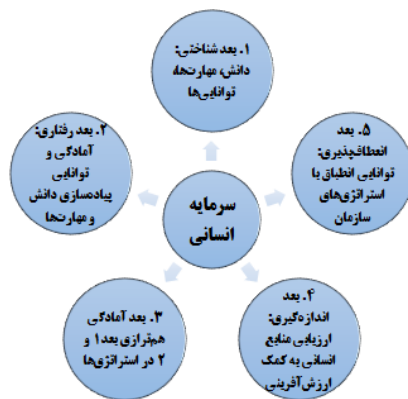 ۱. بعد شناختی:
دانش، مهارت‌ها،
توانایی‌ها
۲. بعد رفتاری:
آمادگی و
توانایی
پیاده‌سازی دانش
و مهارت‌ها
۵. بعد
انعطاف‌پذیری:
توانایی انطباق با
استراتژی‌های
سازمان
سرمایه
انسانی
۳. بعد آمادگی
هم‌ترازی بعد ۱ و
۲ در استراتژی‌ها
۴. بعد
اندازه‌گیری:
ارزیابی منابع
انسانی به کمک
ارزش‌آفرینی